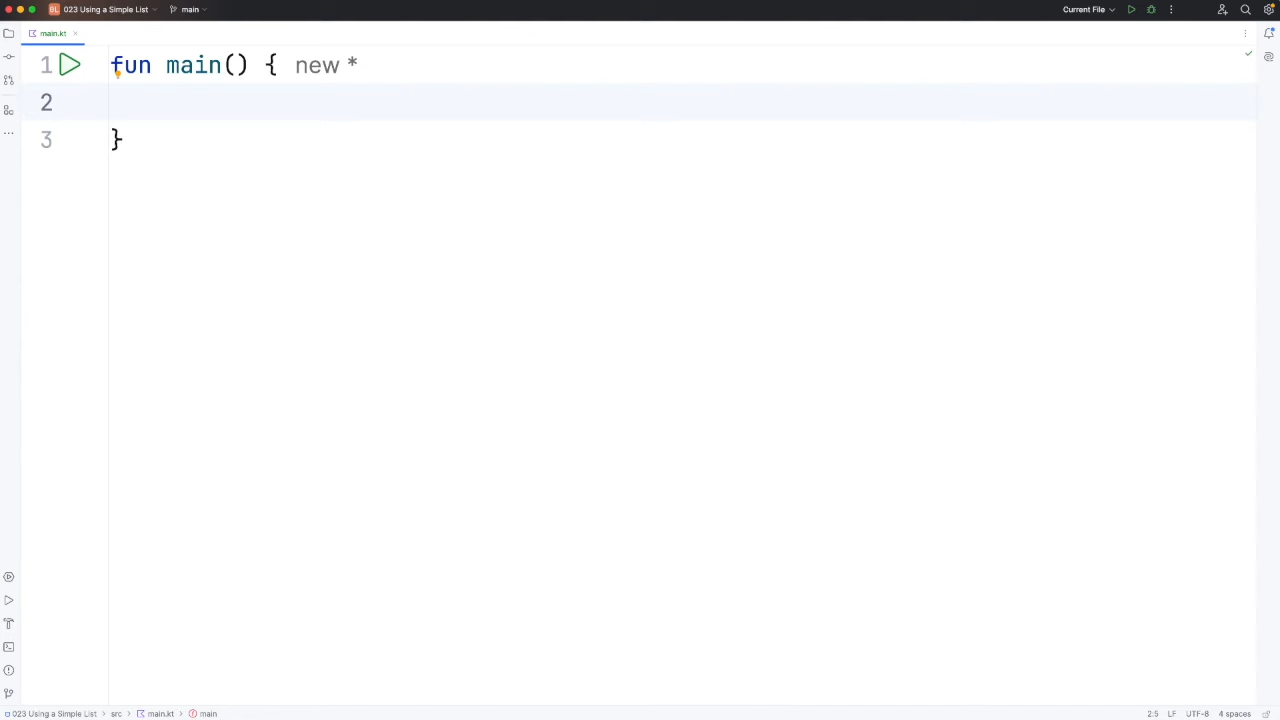 BL 023 Using a Simple List main Current File
main.kt
1 fun main() { new *
2
3 }
023 Using a Simple List > src > main.kt > main 2:5 LF UTF-8 4 spaces